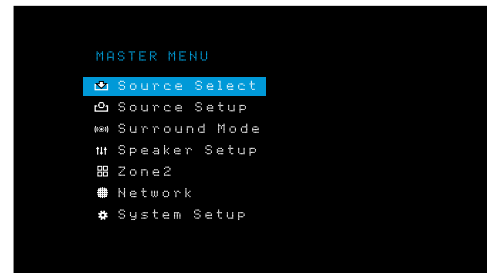 MASTER MENU
Source Select
Source Setup
Surround Mode
Speaker Setup
Zone2
Network
System Setup